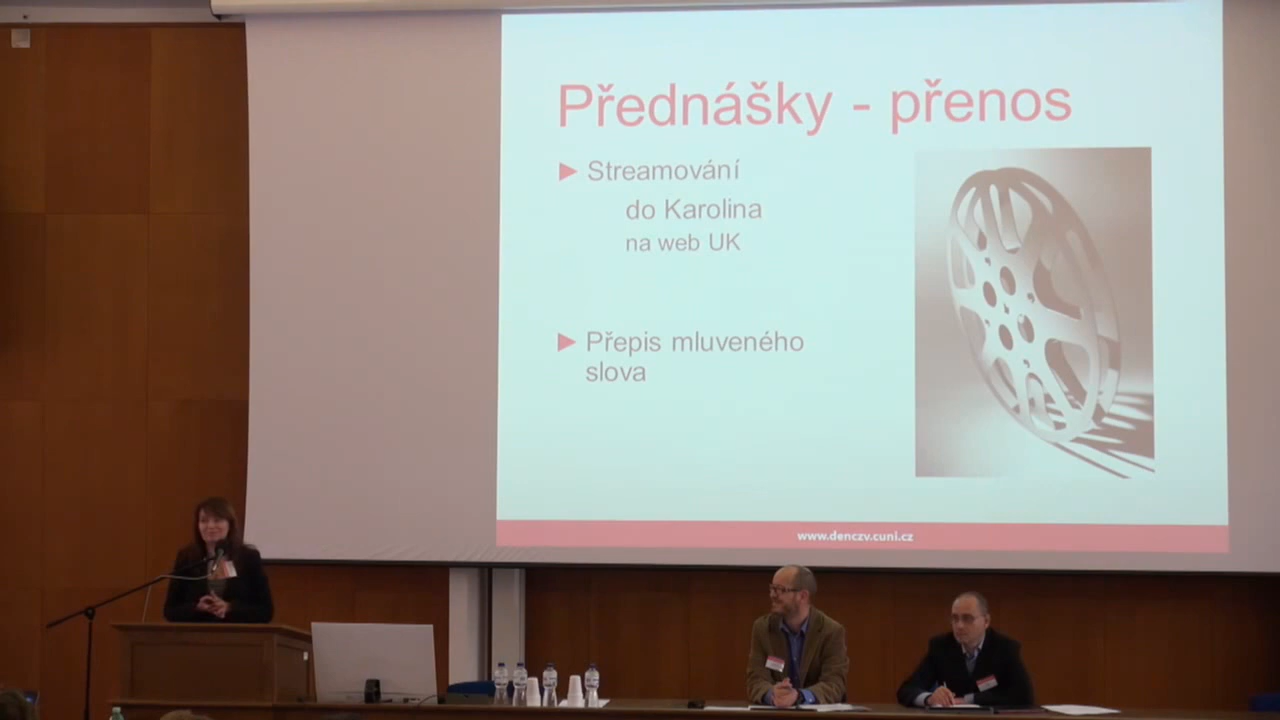 Přednášky - přenos
Streamování
do Karolina
na web UK
Přepis mluveného
slova
www.denczv.cuni.cz